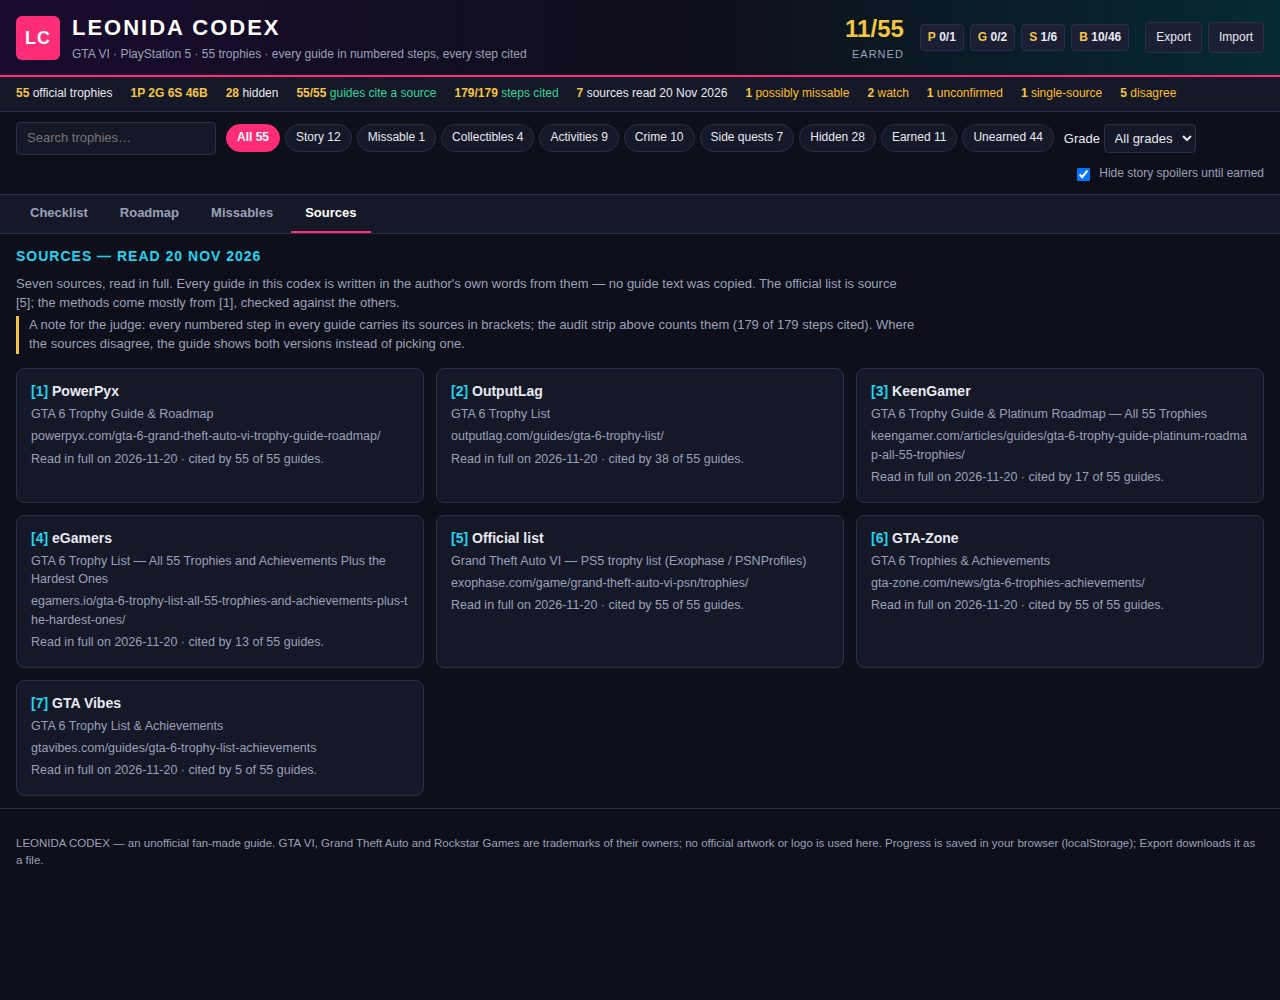 LC
LEONIDA CODEX
GTA VI · PlayStation 5 · 55 trophies · every guide in numbered steps, every step cited
11/55
EARNED
P 0/1
G 0/2
S 1/6
B 10/46
Export
Import
55 official trophies
1P 2G 6S 46B
28 hidden
55/55 guides cite a source
179/179 steps cited
7 sources read 20 Nov 2026
1 possibly missable
2 watch
1 unconfirmed
1 single-source
5 disagree
Search trophies…
All 55
Story 12
Missable 1
Collectibles 4
Activities 9
Crime 10
Side quests 7
Hidden 28
Earned 11
Unearned 44
Grade
All grades
Hide story spoilers until earned
Checklist
Roadmap
Missables
Sources
SOURCES — READ 20 NOV 2026
Seven sources, read in full. Every guide in this codex is written in the author's own words from them — no guide text was copied. The official list is source
[5]; the methods come mostly from [1], checked against the others.
A note for the judge: every numbered step in every guide carries its sources in brackets; the audit strip above counts them (179 of 179 steps cited). Where
the sources disagree, the guide shows both versions instead of picking one.
[1] PowerPyx
GTA 6 Trophy Guide & Roadmap
powerpyx.com/gta-6-grand-theft-auto-vi-trophy-guide-roadmap/
Read in full on 2026-11-20 · cited by 55 of 55 guides.
[2] OutputLag
GTA 6 Trophy List
outputlag.com/guides/gta-6-trophy-list/
Read in full on 2026-11-20 · cited by 38 of 55 guides.
[3] KeenGamer
GTA 6 Trophy Guide & Platinum Roadmap — All 55 Trophies
keengamer.com/articles/guides/gta-6-trophy-guide-platinum-roadma
p-all-55-trophies/
Read in full on 2026-11-20 · cited by 17 of 55 guides.
[4] eGamers
GTA 6 Trophy List — All 55 Trophies and Achievements Plus the
Hardest Ones
egamers.io/gta-6-trophy-list-all-55-trophies-and-achievements-plus-t
he-hardest-ones/
Read in full on 2026-11-20 · cited by 13 of 55 guides.
[5] Official list
Grand Theft Auto VI — PS5 trophy list (Exophase / PSNProfiles)
exophase.com/game/grand-theft-auto-vi-psn/trophies/
Read in full on 2026-11-20 · cited by 55 of 55 guides.
[6] GTA-Zone
GTA 6 Trophies & Achievements
gta-zone.com/news/gta-6-trophies-achievements/
Read in full on 2026-11-20 · cited by 55 of 55 guides.
[7] GTA Vibes
GTA 6 Trophy List & Achievements
gtavibes.com/guides/gta-6-trophy-list-achievements
Read in full on 2026-11-20 · cited by 5 of 55 guides.
LEONIDA CODEX — an unofficial fan-made guide. GTA VI, Grand Theft Auto and Rockstar Games are trademarks of their owners; no official artwork or logo is used here. Progress is saved in your browser (localStorage); Export downloads it as
a file.